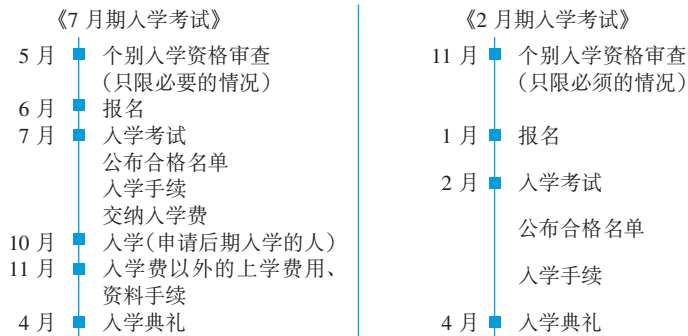 《7 月期入学考试》
5 月 个别入学资格审查
（只限必要的情况）
6 月 报名
7 月 入学考试
公布合格名单
入学手续
交纳入学费
10 月 入学（申请后期入学的人）
11 月 入学费以外的上学费用、
资料手续
4 月 入学典礼
《2 月期入学考试》
11 月 个别入学资格审查
（只限必须的情况）
1 月 报名
2 月 入学考试
公布合格名单
入学手续
4 月 入学典礼